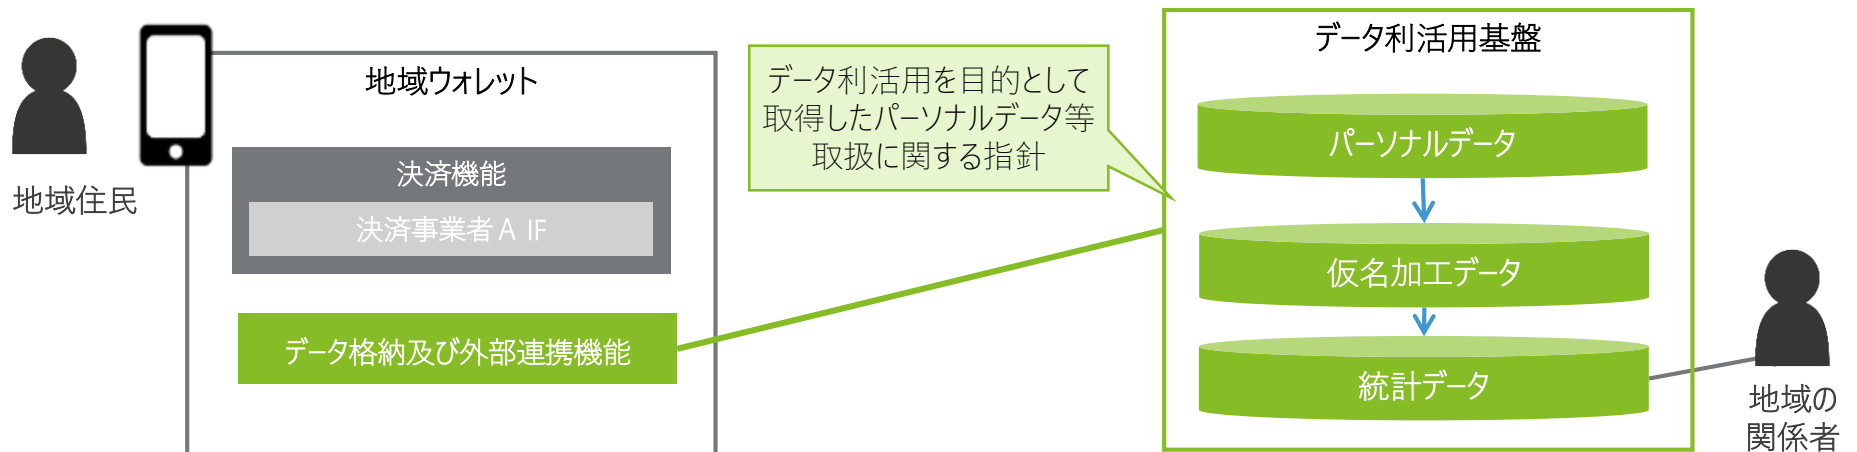 地域住民
地域ウォレット
決済機能
決済事業者A IF
データ格納及び外部連携機能
データ利活用を目的として
取得したパーソナルデータ等
取扱に関する指針
データ利活用基盤
パーソナルデータ
仮名加工データ
統計データ
地域の
関係者